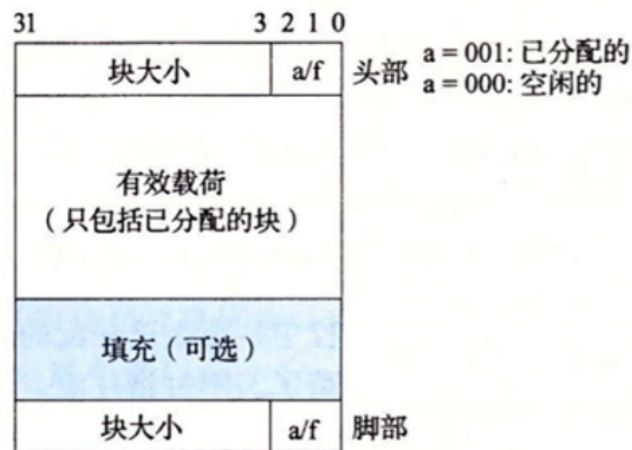 31 3 2 1 0
块大小 a/f 头部 a = 001: 已分配的
a = 000: 空闲的
有效载荷
（只包括已分配的块）
填充（可选）
块大小 a/f 脚部